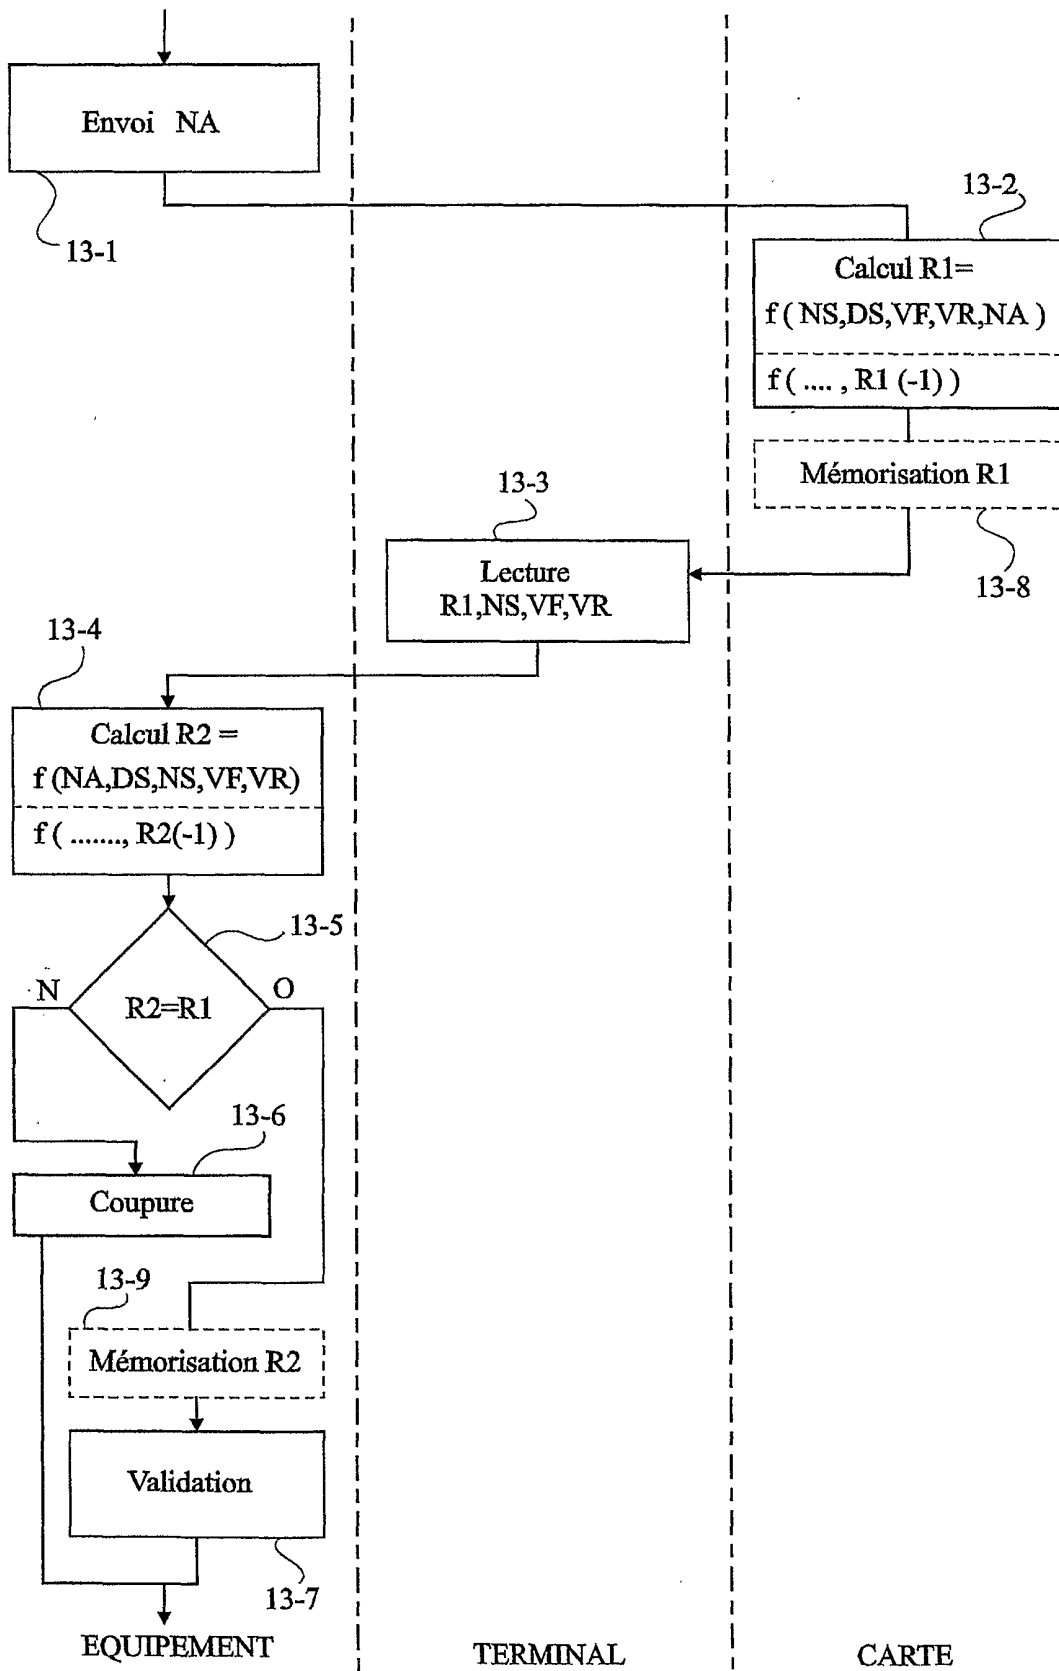 Envoi NA
13-1
13-2
Calcul R1=
f ( NS,DS,VF,VR,NA )
f ( .... , R1 (-1) )
Mémorisation R1
13-8
13-3
Lecture
R1,NS,VF,VR
13-4
Calcul R2 =
f (NA,DS,NS,VF,VR)
f ( ......., R2(-1) )
13-5
N
O
R2=R1
13-6
Coupure
13-9
Mémorisation R2
Validation
13-7
EQUIPEMENT
TERMINAL
CARTE